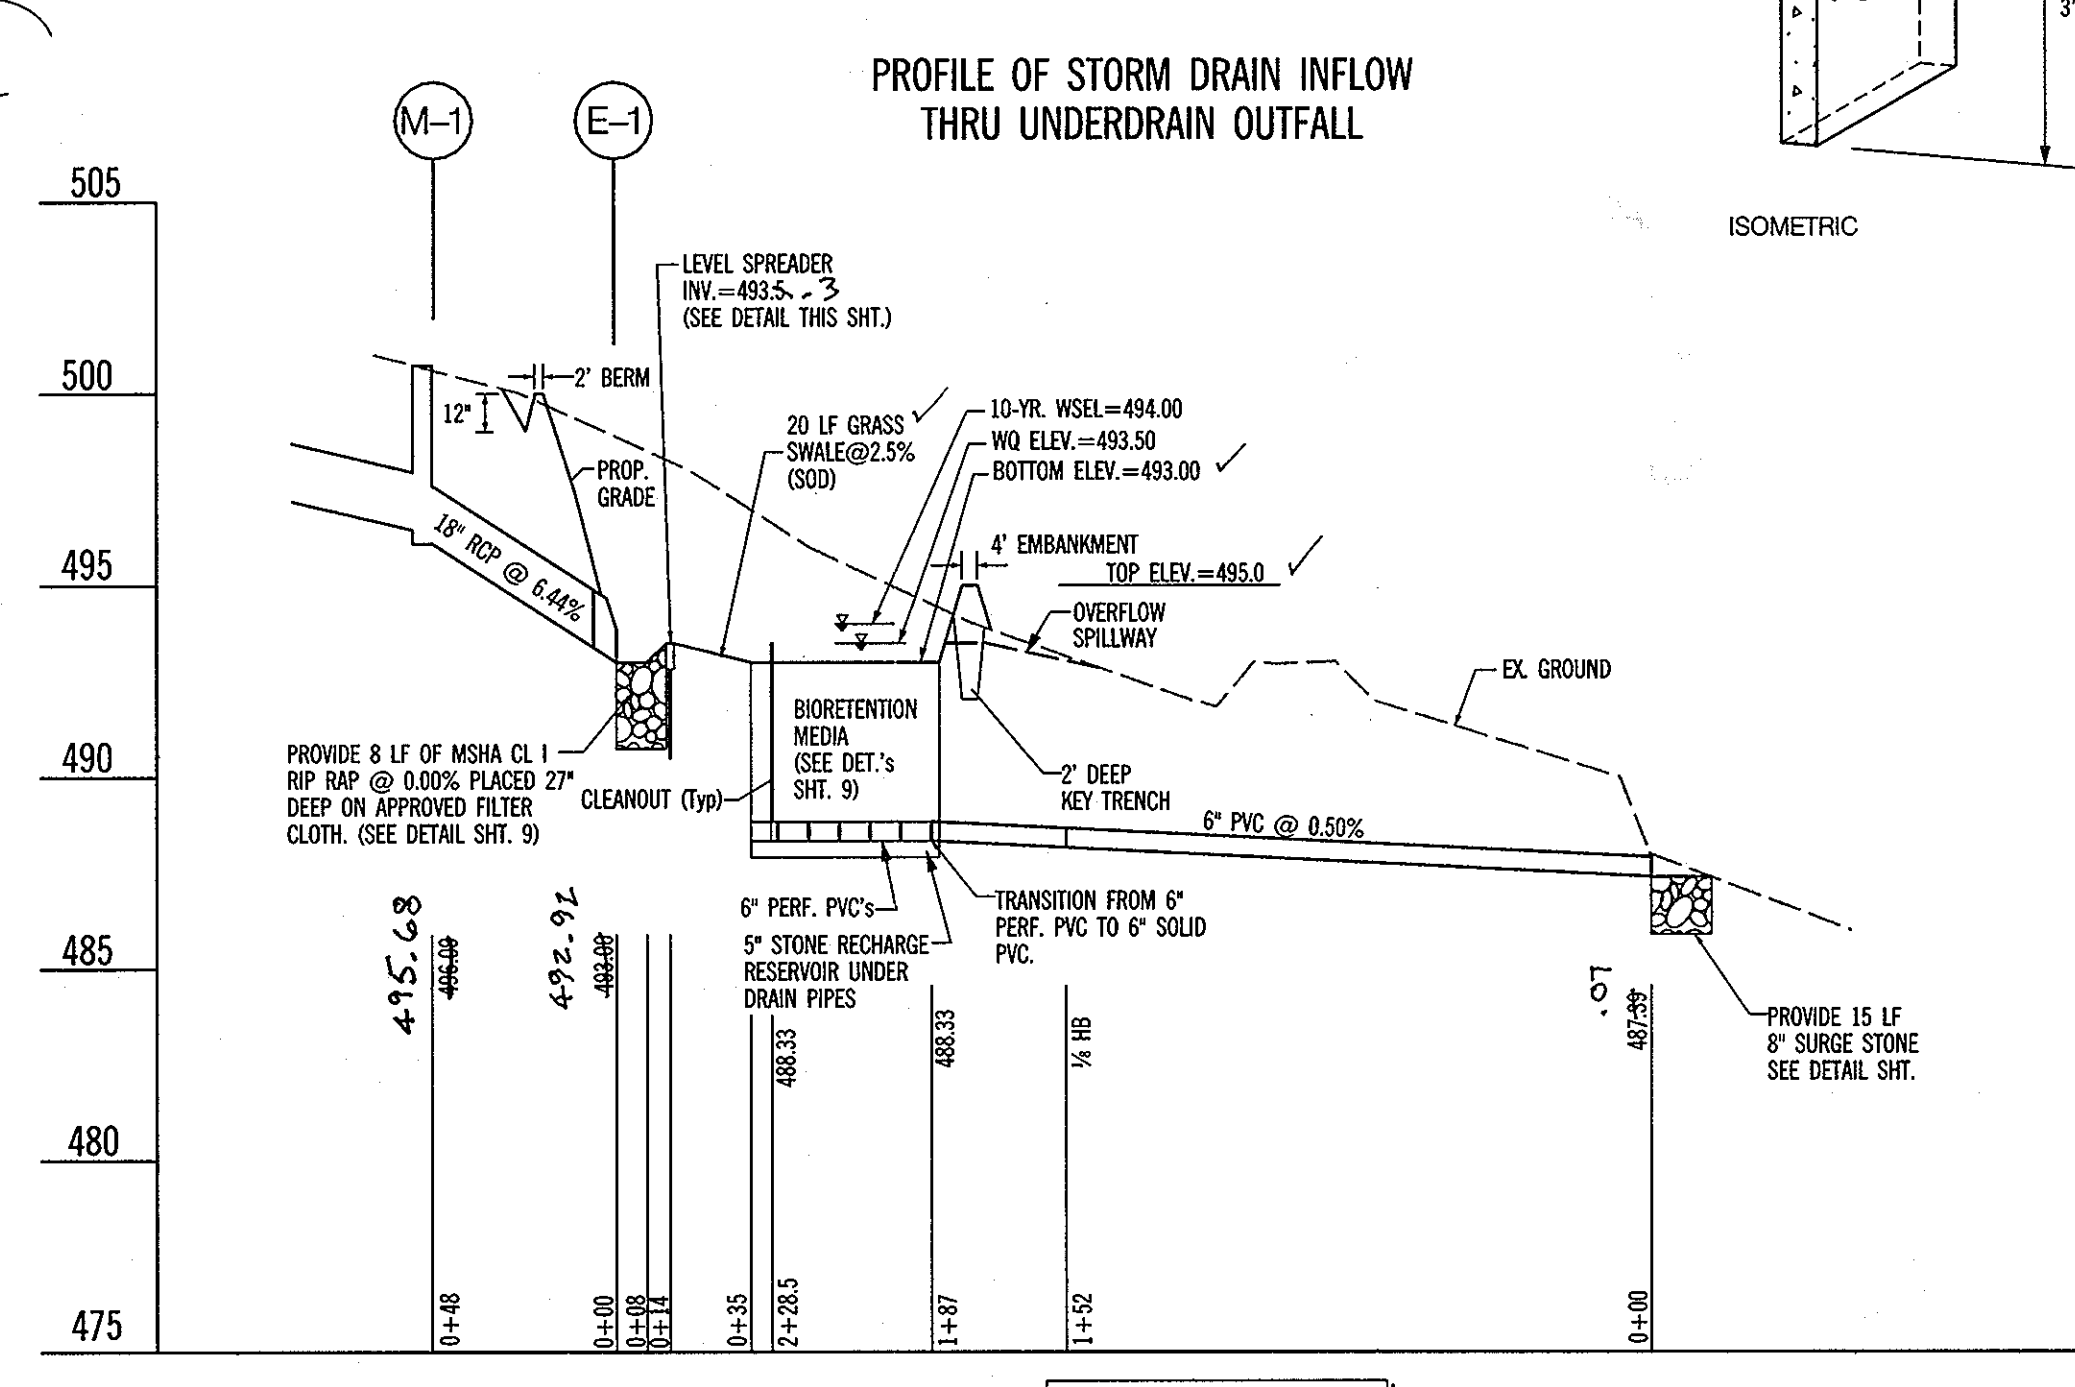 PROFILE OF STORM DRAIN INFLOW
THRU UNDERDRAIN OUTFALL
M-1
E-1
3'
ISOMETRIC
505
500
495
490
485
480
475
LEVEL SPREADER
INV.=493.5 .3
(SEE DETAIL THIS SHT.)
2' BERM
12"
PROP.
GRADE
18" RCP @ 6.44%
20 LF GRASS
SWALE@2.5%
(SOD)
10-YR. WSEL=494.00
WQ ELEV.=493.50
BOTTOM ELEV.=493.00
4' EMBANKMENT
TOP ELEV.=495.0
OVERFLOW
SPILLWAY
EX. GROUND
BIORETENTION
MEDIA
(SEE DET.'s
SHT. 9)
2' DEEP
KEY TRENCH
PROVIDE 8 LF OF MSHA CL I
RIP RAP @ 0.00% PLACED 27"
DEEP ON APPROVED FILTER
CLOTH. (SEE DETAIL SHT. 9)
CLEANOUT (Typ)
6" PVC @ 0.50%
6" PERF. PVC's
5" STONE RECHARGE
RESERVOIR UNDER
DRAIN PIPES
TRANSITION FROM 6"
PERF. PVC TO 6" SOLID
PVC.
PROVIDE 15 LF
8" SURGE STONE
SEE DETAIL SHT.
495.68
496.00
492.92
493.00
488.33
488.33
⅛ HB
.07
487.39
0+48
0+00
0+08
0+14
0+35
2+28.5
1+87
1+52
0+00